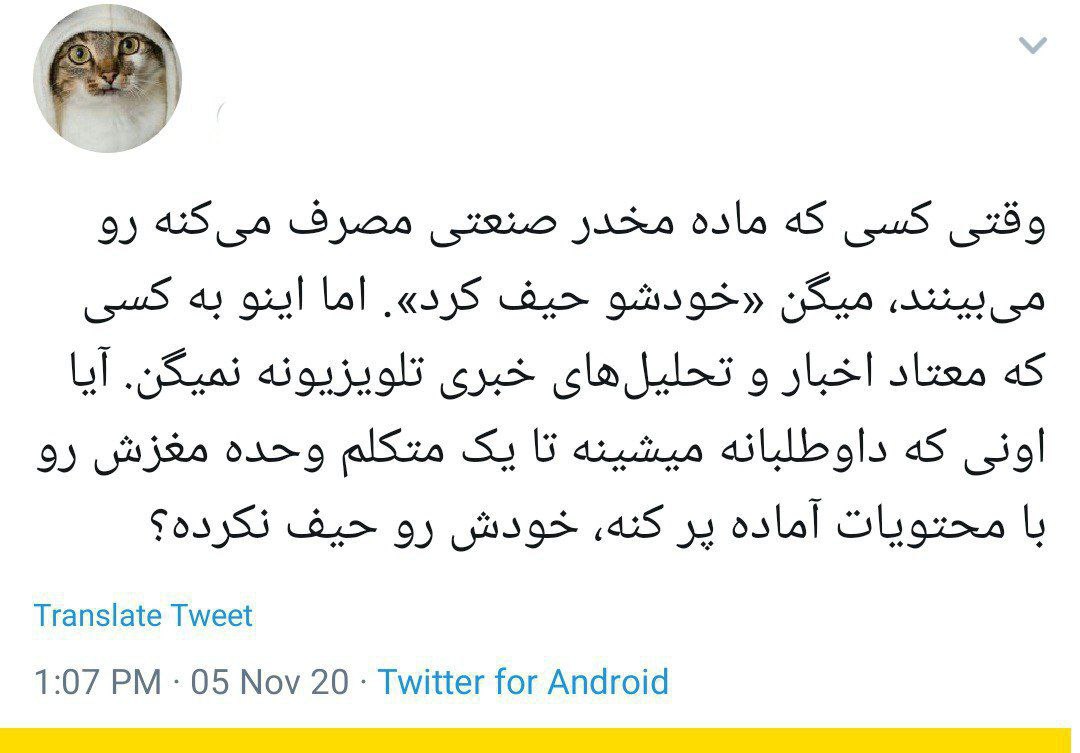 وقتی کسی که ماده مخدر صنعتی مصرف می‌کنه رو
می‌بینند، میگن «خودشو حیف کرد». اما اینو به کسی
که معتاد اخبار و تحلیل‌های خبری تلویزیونه نمیگن. آیا
اونی که داوطلبانه میشینه تا یک متکلم وحده مغزش رو
با محتویات آماده پر کنه، خودش رو حیف نکرده؟
Translate Tweet
1:07 PM · 05 Nov 20 · Twitter for Android